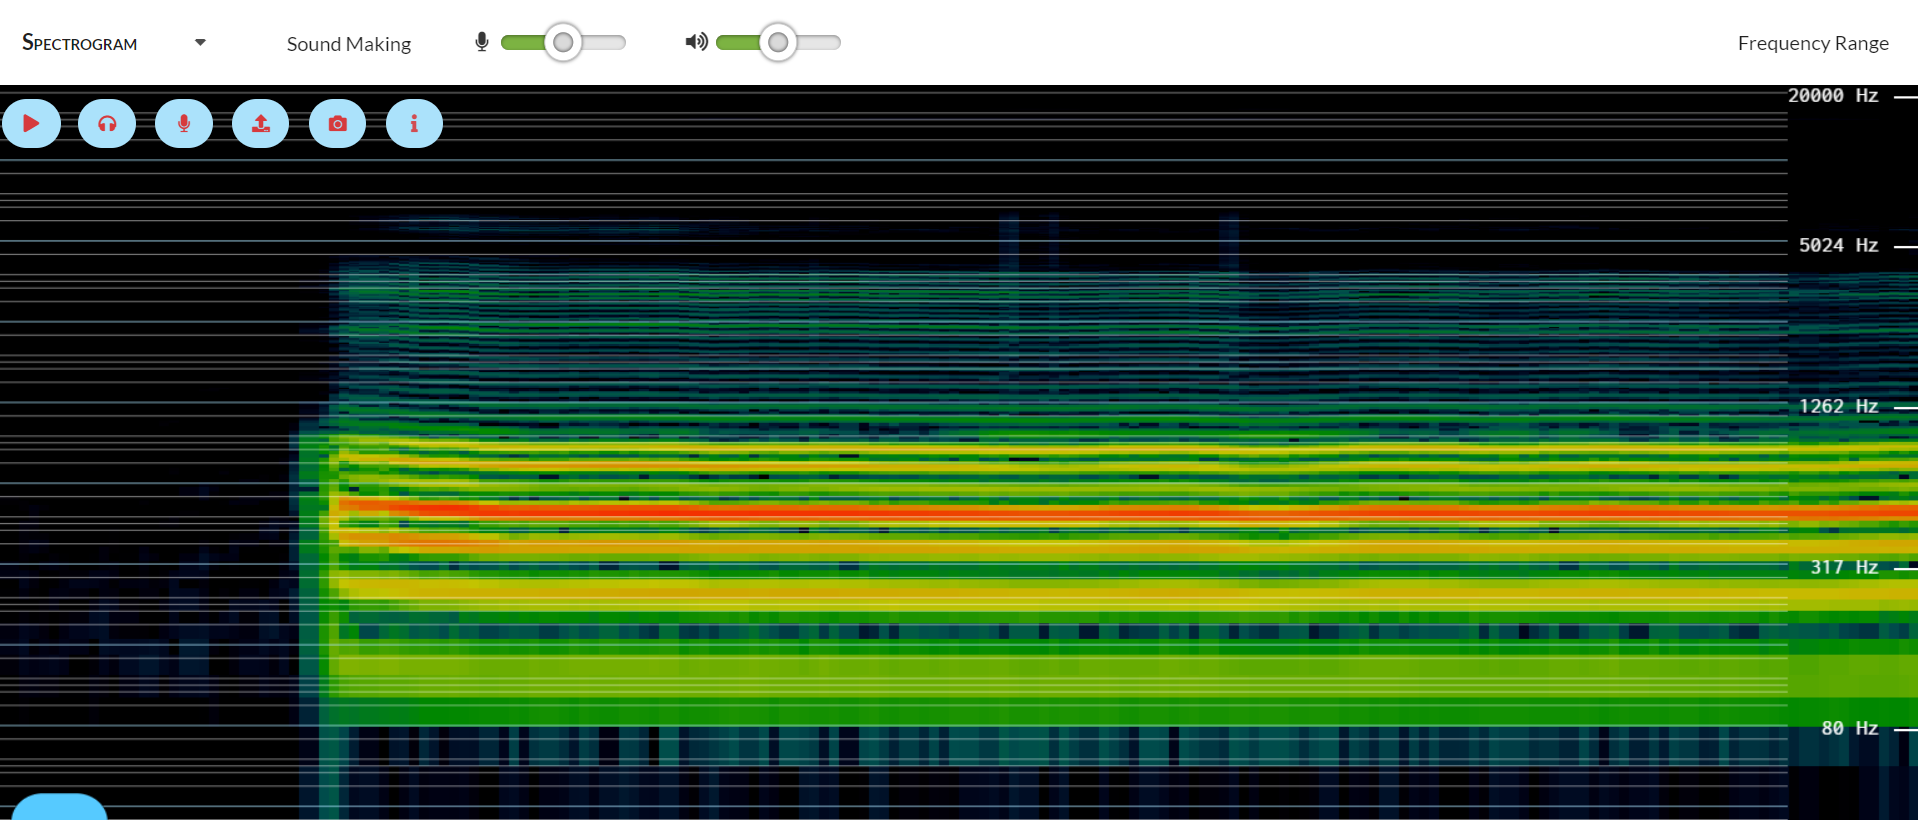 Spectrogram
Sound Making
Frequency Range
20000 Hz
5024 Hz
1262 Hz
317 Hz
80 Hz